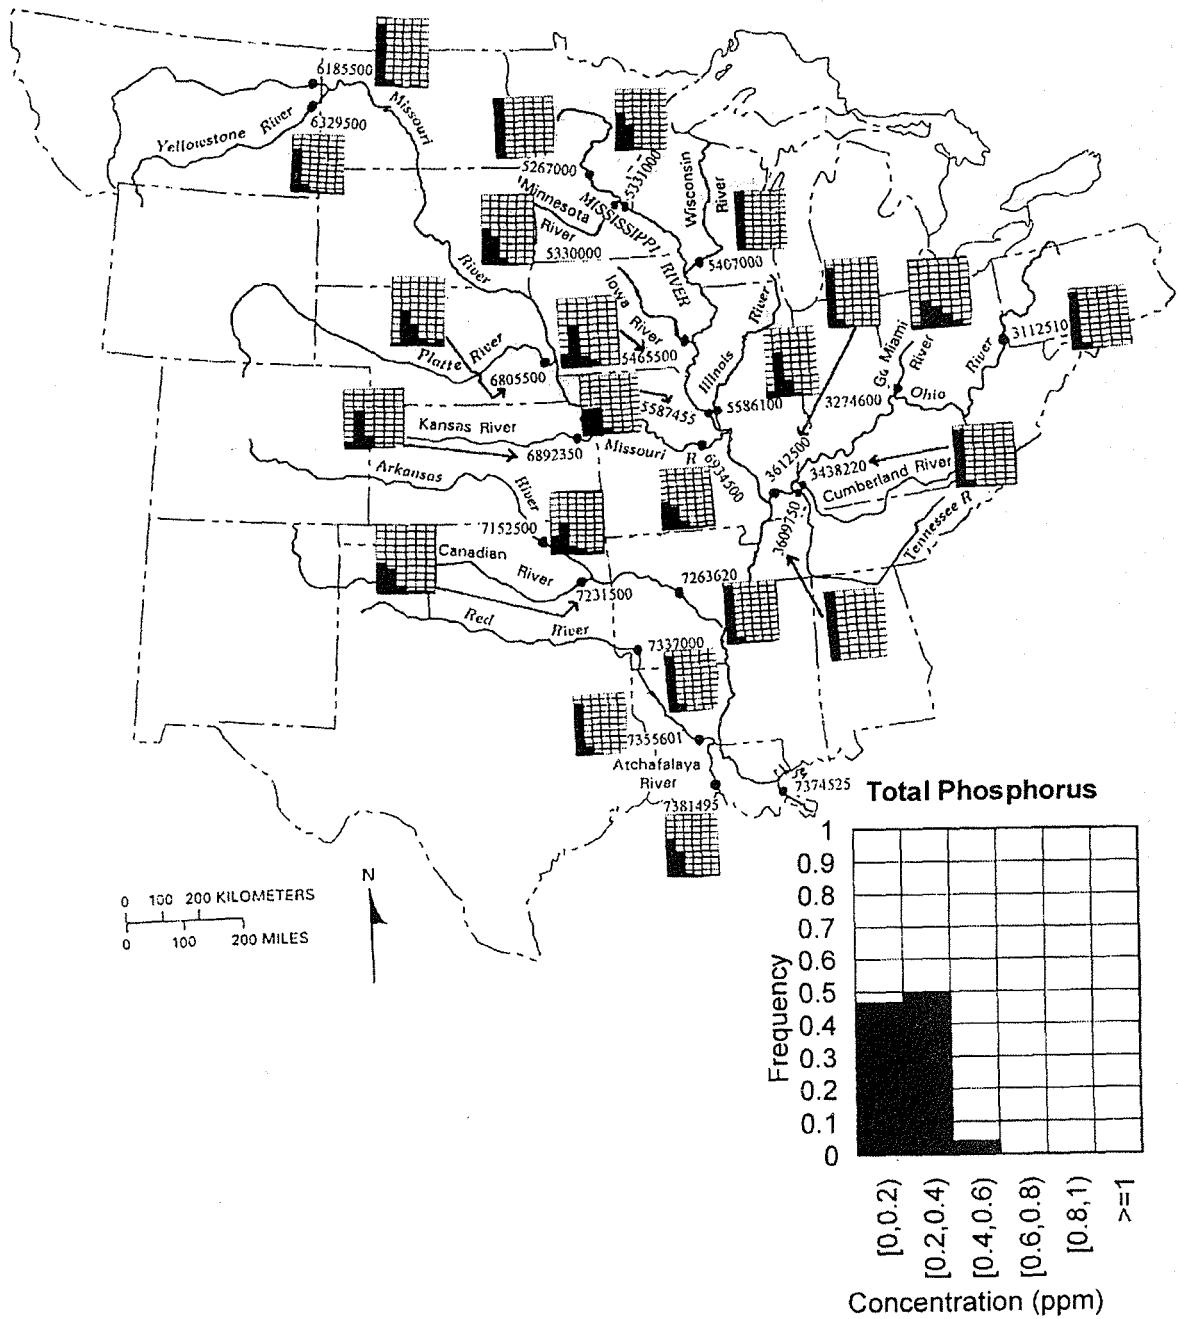 6185500
Missouri
Yellowstone River
6329500
5267000
5331000
Wisconsin
River
Minnesota
River
5330000
MISSISSIPPI RIVER
5407000
River
Iowa River
5465500
Illinois River
Platte River
6805500
5587455
5586100
Gt Miami
River
3274600
3112510
Ohio River
Kansas River
6892350
Missouri R
6934500
3612500
3438220
Cumberland River
Arkansas
River
7152500
3609750
Tennessee R
Canadian
River
7231500
7263620
Red River
7337000
7355601
Atchafalaya
River
7381495
7374525
N
0 100 200 KILOMETERS
0 100 200 MILES
Total Phosphorus
1
0.9
0.8
0.7
0.6
0.5
0.4
0.3
0.2
0.1
0
Frequency
[0,0.2)
[0.2,0.4)
[0.4,0.6)
[0.6,0.8)
[0.8,1)
>=1
Concentration (ppm)